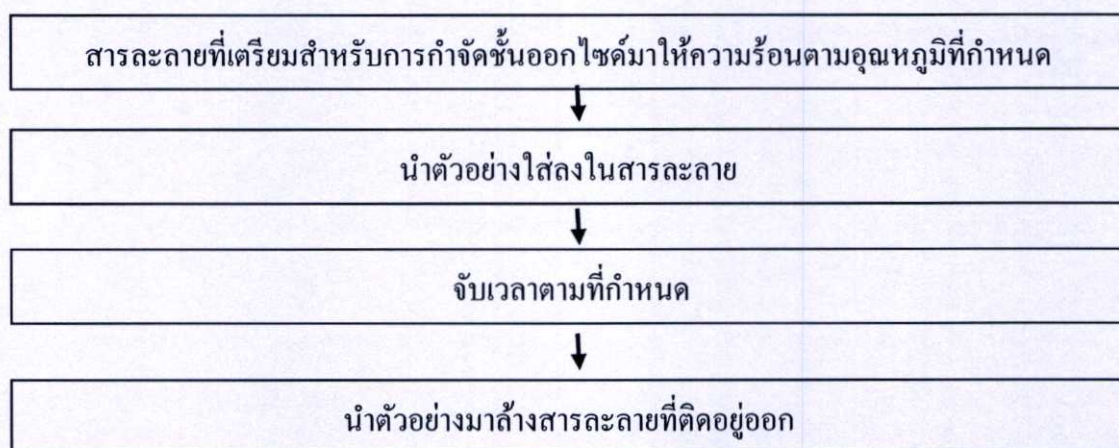 สารละลายที่เตรียมสำหรับการกำจัดชั้นออกไซด์มาให้ความร้อนตามอุณหภูมิที่กำหนด
นำตัวอย่างใส่ลงในสารละลาย
จับเวลาตามที่กำหนด
นำตัวอย่างมาล้างสารละลายที่ติดอยู่ออก